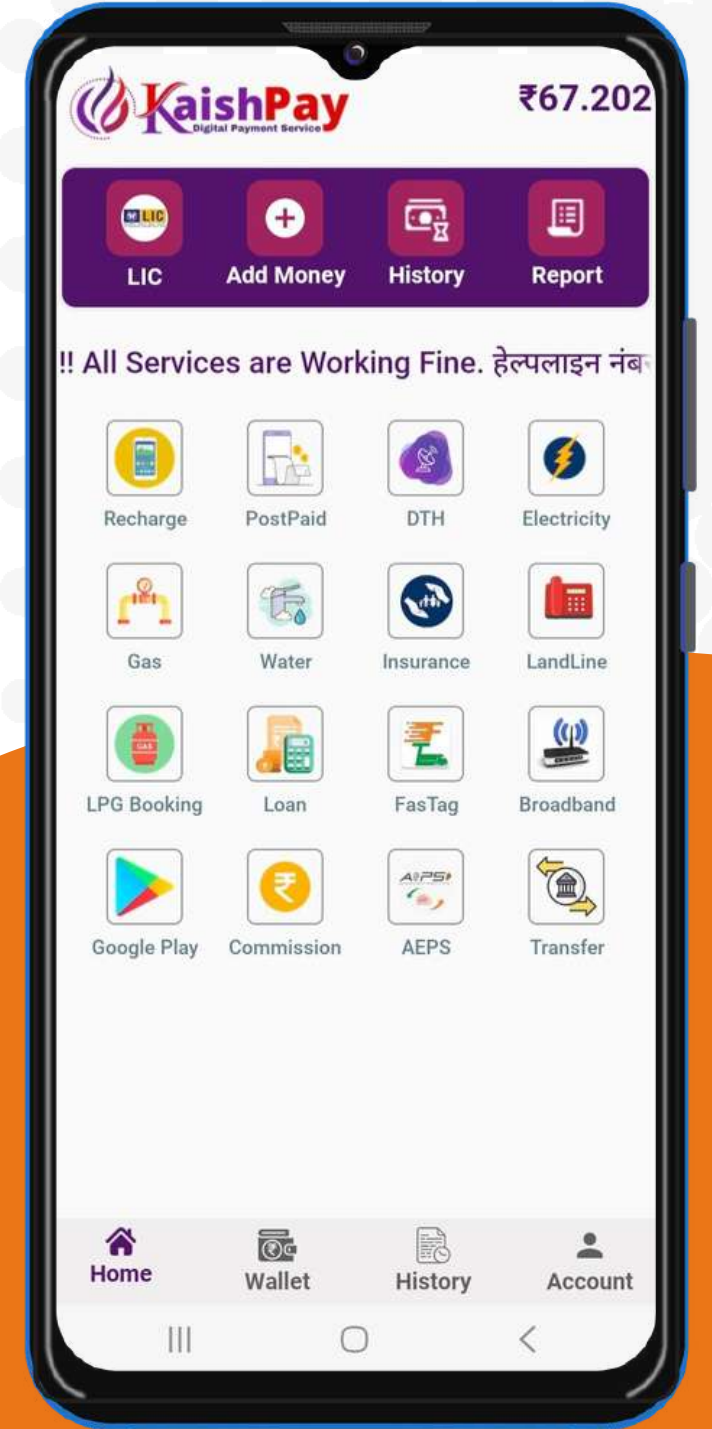 KaishPay
Digital Payment Service
₹67.202
LIC
LIC Add Money History Report
!! All Services are Working Fine. हेल्पलाइन
Recharge PostPaid DTH Electricity
Gas Water Insurance LandLine
GAS
LPG Booking Loan FasTag Broadband
AEPS
Google Play Commission AEPS Transfer
Home Wallet History Account